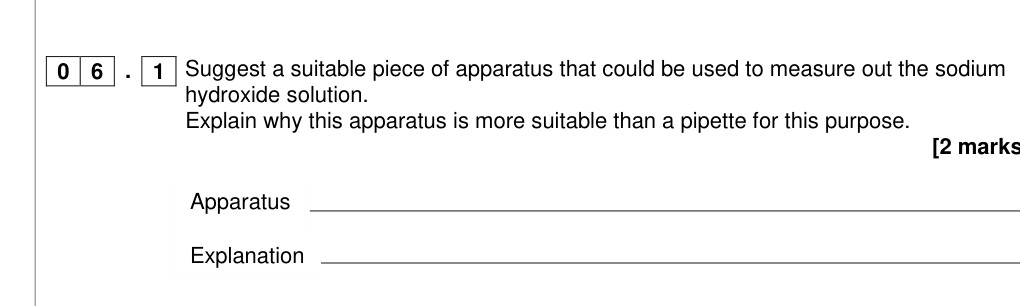 0 6 . 1 Suggest a suitable piece of apparatus that could be used to measure out the sodium
hydroxide solution.
Explain why this apparatus is more suitable than a pipette for this purpose.
[2 marks
Apparatus
Explanation